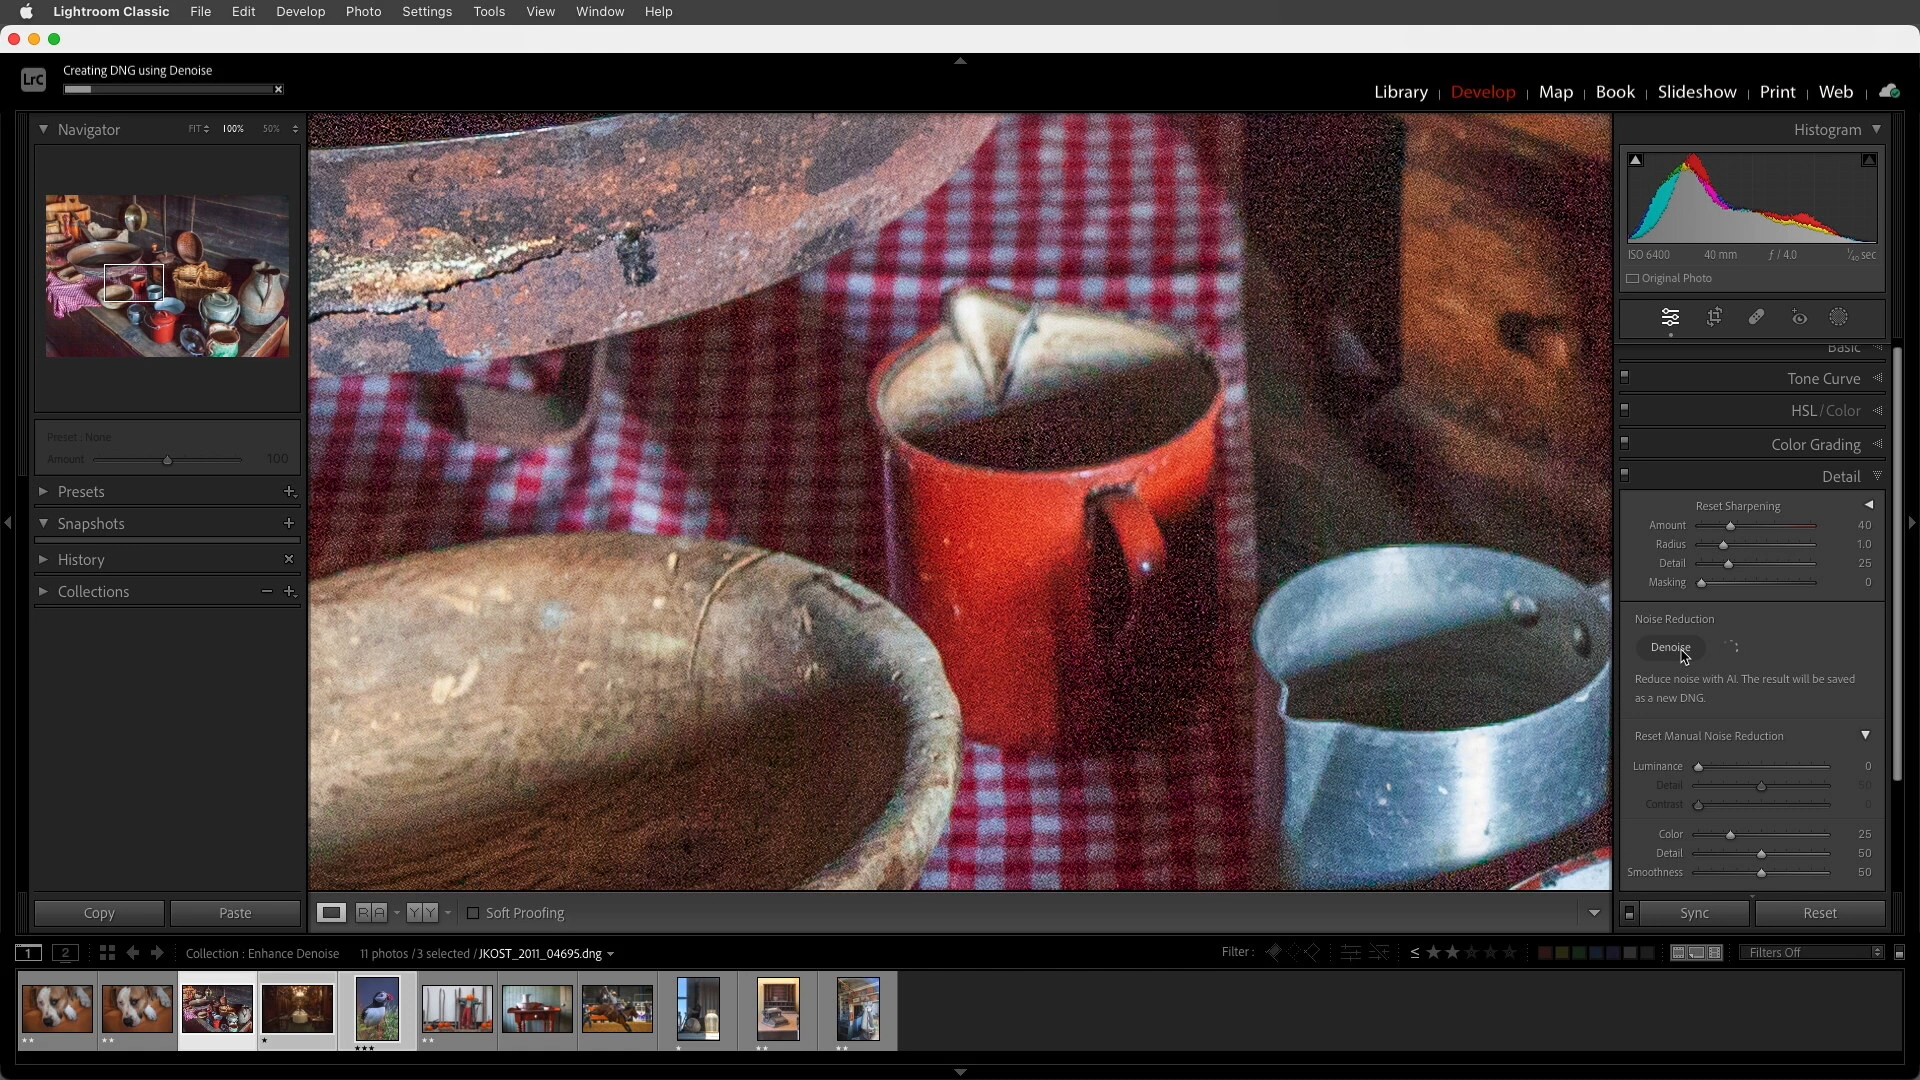 Lightroom Classic File Edit Develop Photo Settings Tools View Window Help
LrC
Creating DNG using Denoise
Library | Develop | Map | Book | Slideshow | Print | Web
Navigator FIT 100% 50%
Preset : None
Amount 100
Presets
Snapshots
History
Collections
Copy Paste
Histogram
ISO 6400 40 mm ƒ / 4.0 1/40 sec
Original Photo
Basic
Tone Curve
HSL / Color
Color Grading
Detail
Reset Sharpening
Amount 40
Radius 1.0
Detail 25
Masking 0
Noise Reduction
Denoise
Reduce noise with AI. The result will be saved
as a new DNG.
Reset Manual Noise Reduction
Luminance 0
Detail 50
Contrast 0
Color 25
Detail 50
Smoothness 50
R A Y Y Soft Proofing
Sync Reset
1 2 Collection : Enhance Denoise 11 photos /3 selected /JKOST_2011_04695.dng Filter : Filters Off